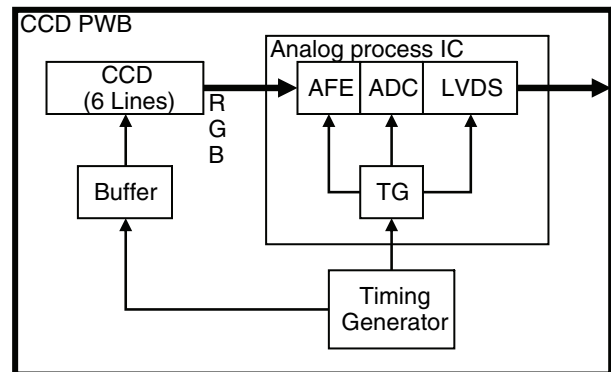 CCD PWB
Analog process IC
CCD
(6 Lines)
R
G
B
AFE
ADC
LVDS
Buffer
TG
Timing
Generator